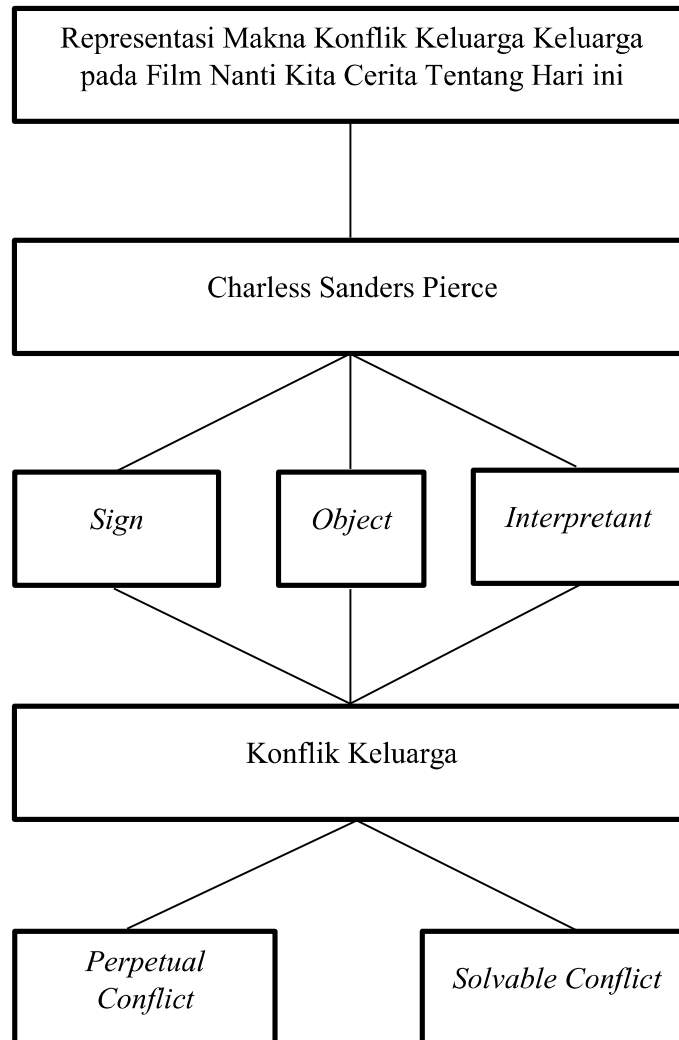 Representasi Makna Konflik Keluarga Keluarga
pada Film Nanti Kita Cerita Tentang Hari ini
Charless Sanders Pierce
Sign
Object
Interpretant
Konflik Keluarga
Perpetual
Conflict
Solvable Conflict